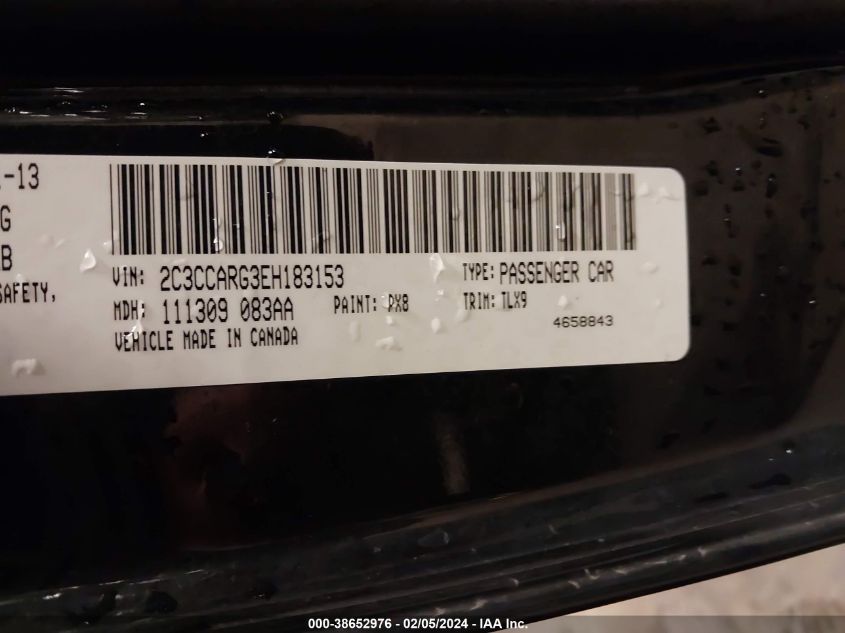 -13
G
B
SAFETY,
VIN: 2C3CCARG3EH183153 TYPE: PASSENGER CAR
MDH: 111309 083AA PAINT: PX8 TRIM: TLX9
4658843
VEHICLE MADE IN CANADA
000-38652976 - 02/05/2024 - IAA Inc.